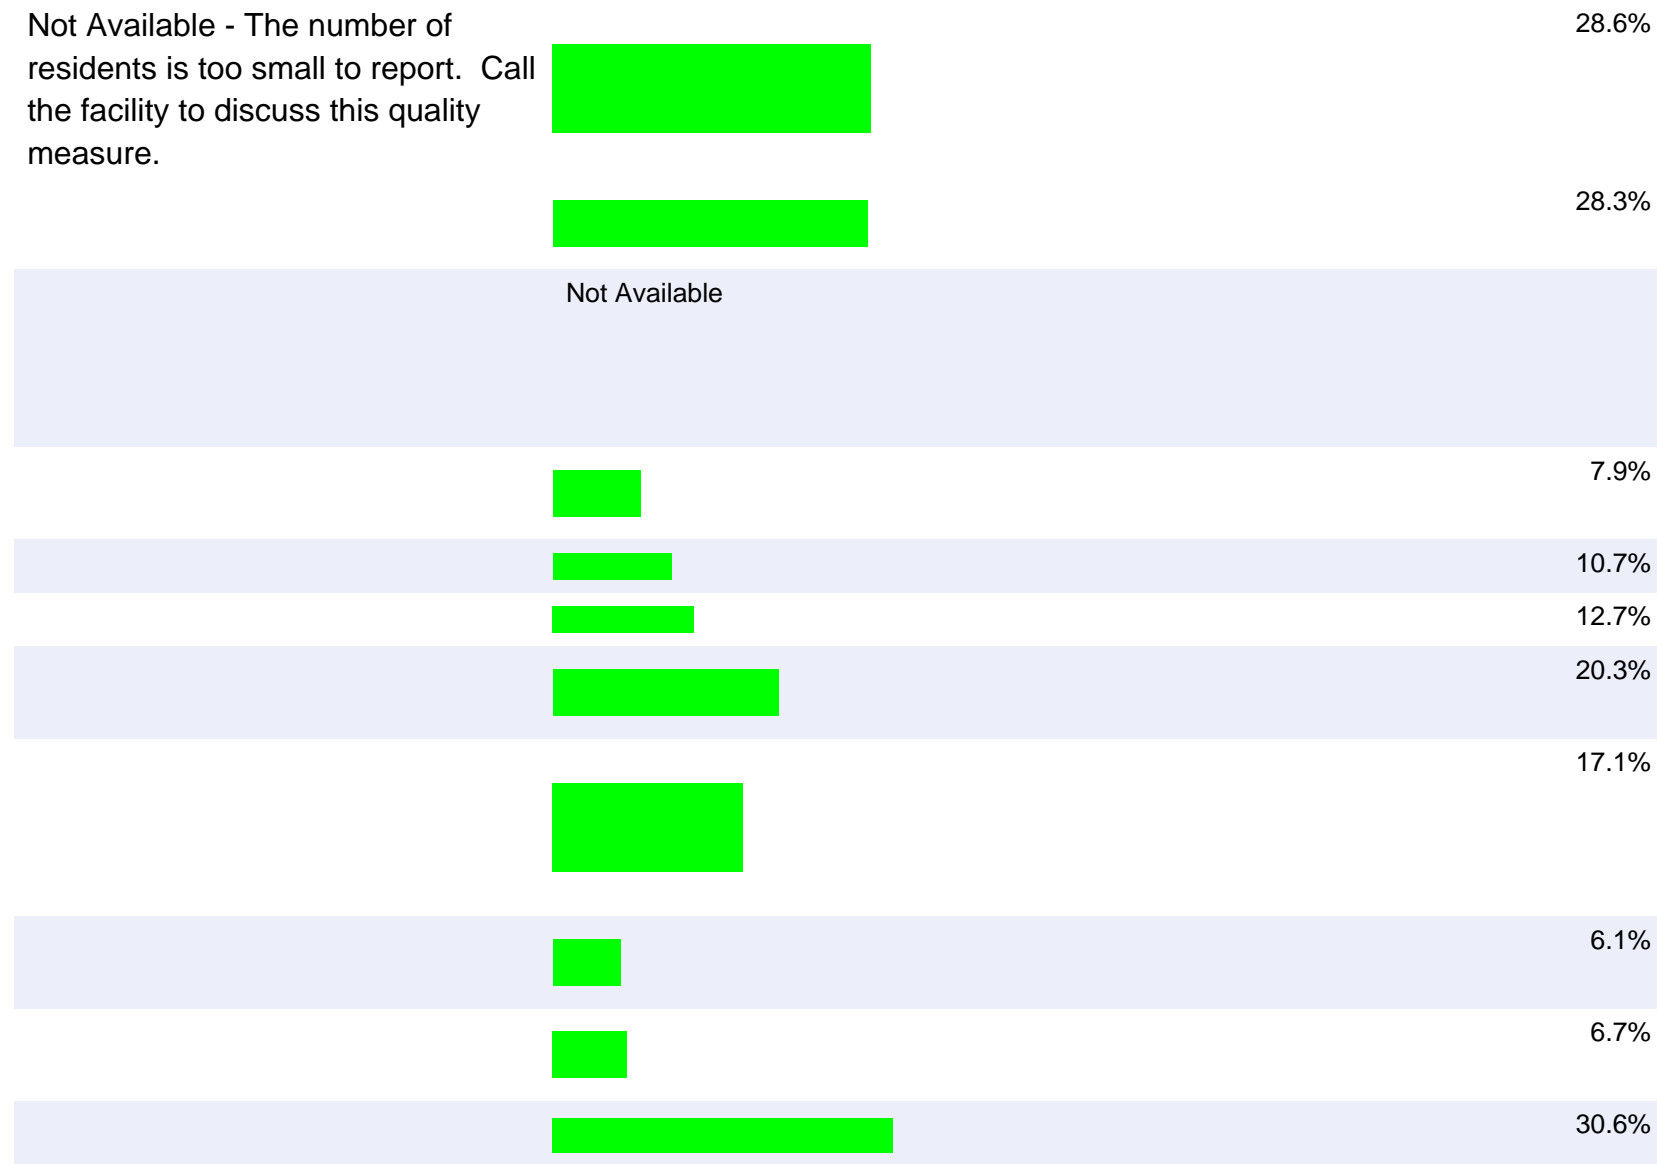 Not Available - The number of
residents is too small to report.  Call
the facility to discuss this quality
measure.
28.6%
28.3%
Not Available
7.9%
10.7%
12.7%
20.3%
17.1%
6.1%
6.7%
30.6%